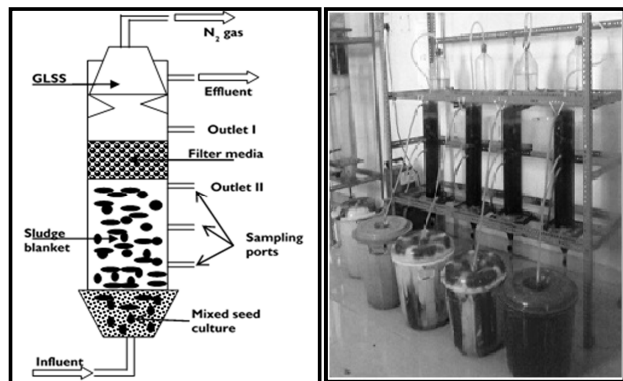 N2 gas
GLSS
Effluent
Outlet I
Filter media
Outlet II
Sludge
blanket
Sampling
ports
Mixed seed
culture
Influent